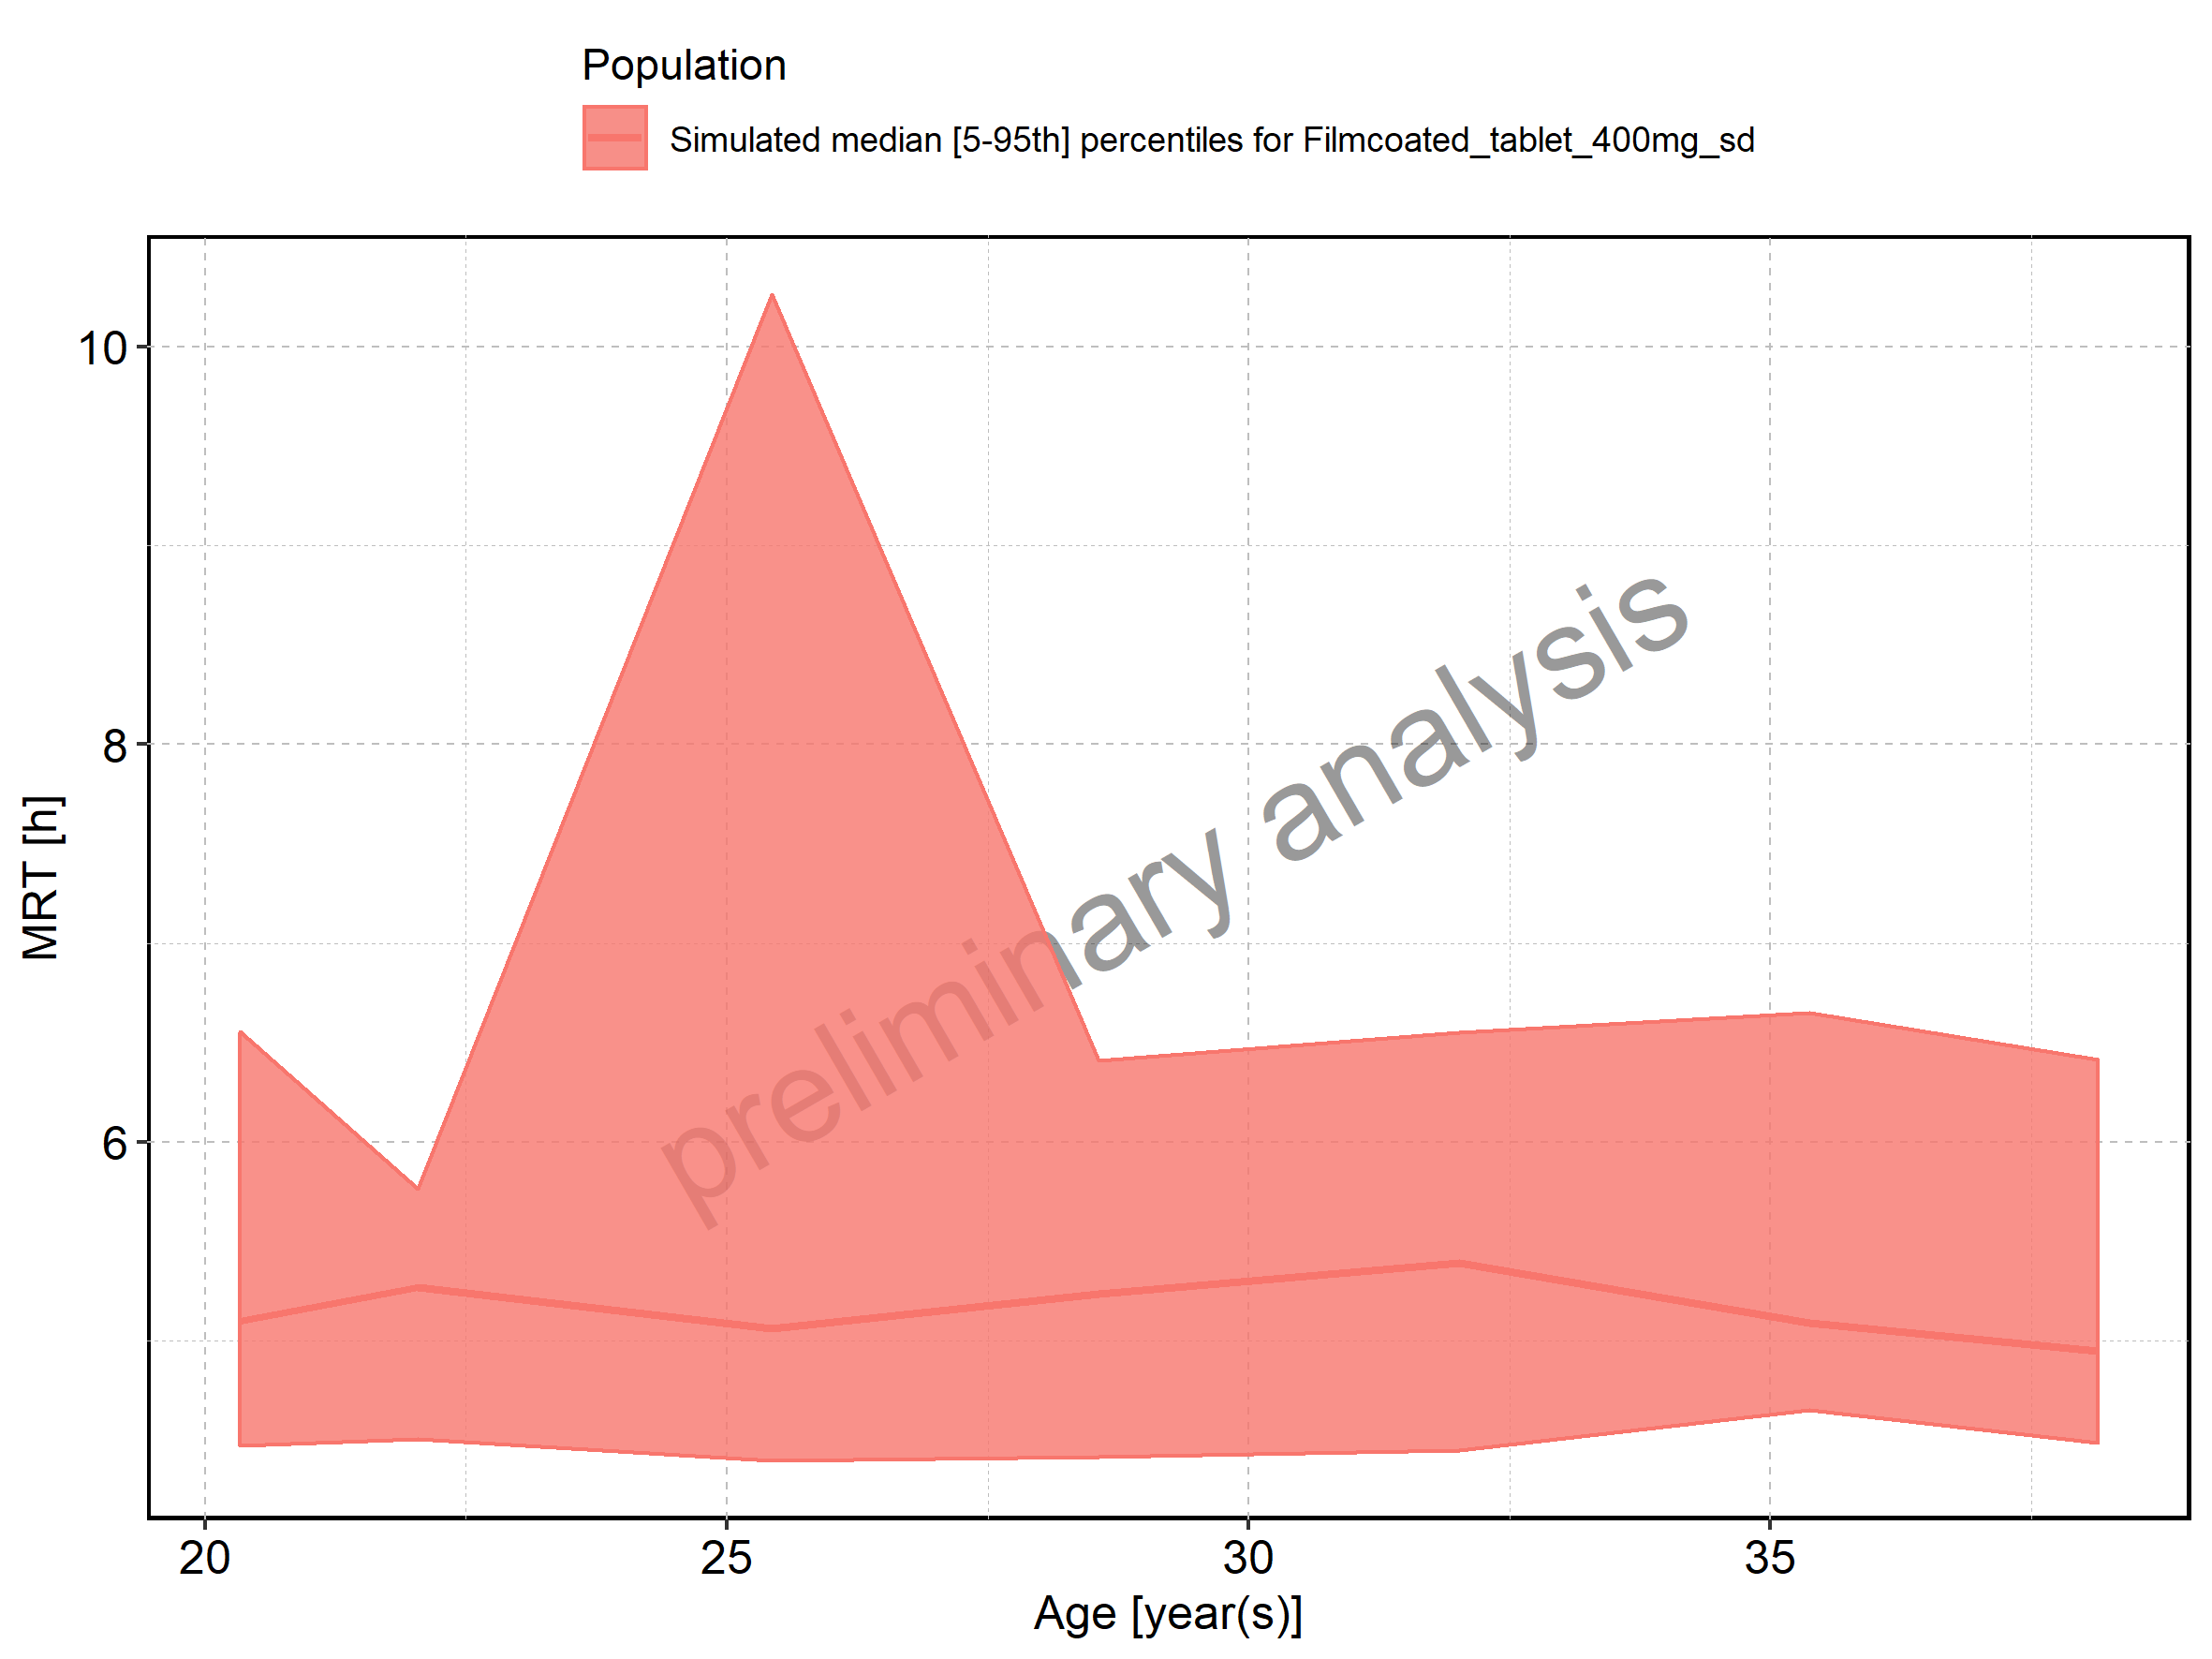 Population
Simulated median [5-95th] percentiles for Filmcoated_tablet_400mg_sd
10
8
6
MRT [h]
preliminary analysis
20 25 30 35
Age [year(s)]